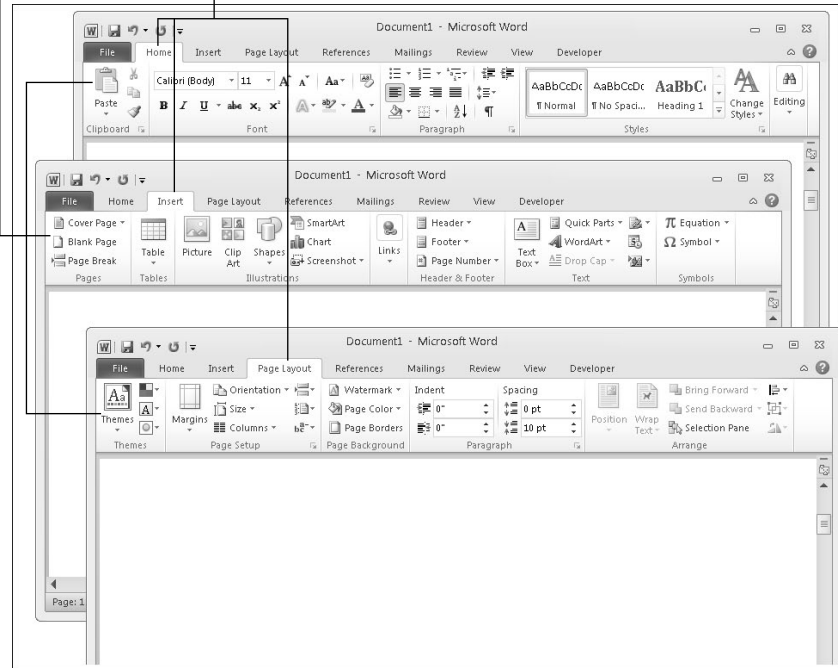 Document1 - Microsoft Word
File Home Insert Page Layout References Mailings Review View Developer
Calibri (Body) 11 A A Aa
Paste B I U abc x₂ x² A ab A ¶
AaBbCcDc AaBbCcDc AaBbC
¶ Normal ¶ No Spaci... Heading 1 Change Styles Editing
Clipboard Font Paragraph Styles
Document1 - Microsoft Word
File Home Insert Page Layout References Mailings Review View Developer
Cover Page SmartArt Header Quick Parts π Equation
Blank Page Chart Footer WordArt Ω Symbol
Page Break Table Picture Clip Art Shapes Screenshot Links Page Number Text Box Drop Cap
Pages Tables Illustrations Header & Footer Text Symbols
Document1 - Microsoft Word
File Home Insert Page Layout References Mailings Review View Developer
Aa Orientation Watermark Indent Spacing Bring Forward
Themes A Margins Size Page Color 0" 0 pt Position Wrap Text Send Backward
Columns Page Borders 0" 10 pt Selection Pane
Themes Page Setup Page Background Paragraph Arrange
Page: 1